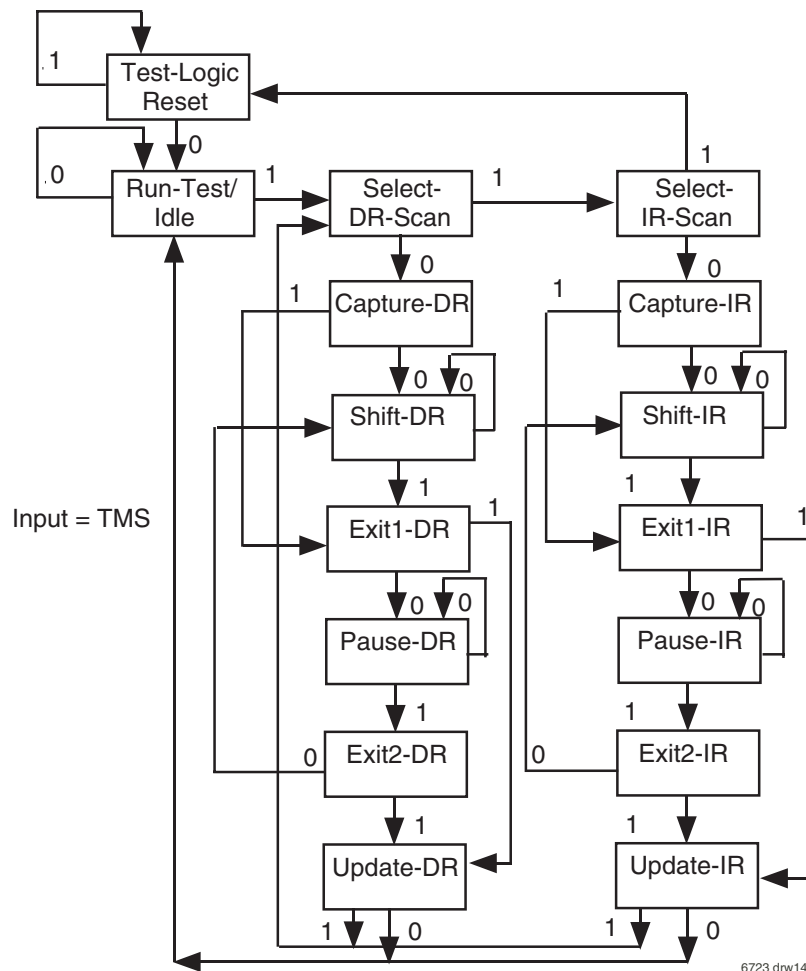 .1
Test-Logic
Reset
0
1
.0
Run-Test/
Idle
1
Select-
DR-Scan
1
Select-
IR-Scan
0
0
1
Capture-DR
1
Capture-IR
0
0
0
0
Shift-DR
Shift-IR
1
1
Input = TMS
Exit1-DR
1
Exit1-IR
1
0
0
0
0
Pause-DR
Pause-IR
1
1
0
Exit2-DR
0
Exit2-IR
1
1
Update-DR
Update-IR
1
0
1
0
6723 drw14